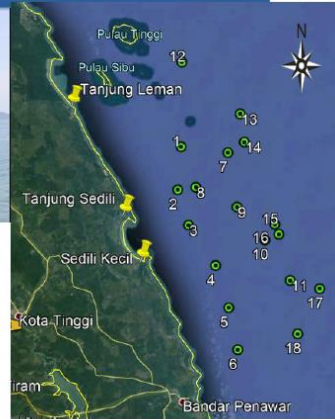 Pulau Tinggi
N
12
Pulau Sibu
Tanjung Leman
13
14
1
7
2
8
Tanjung Sedili
9
3
15
16
10
Sedili Kecil
4
11
17
5
Kota Tinggi
18
6
iram
Bandar Penawar